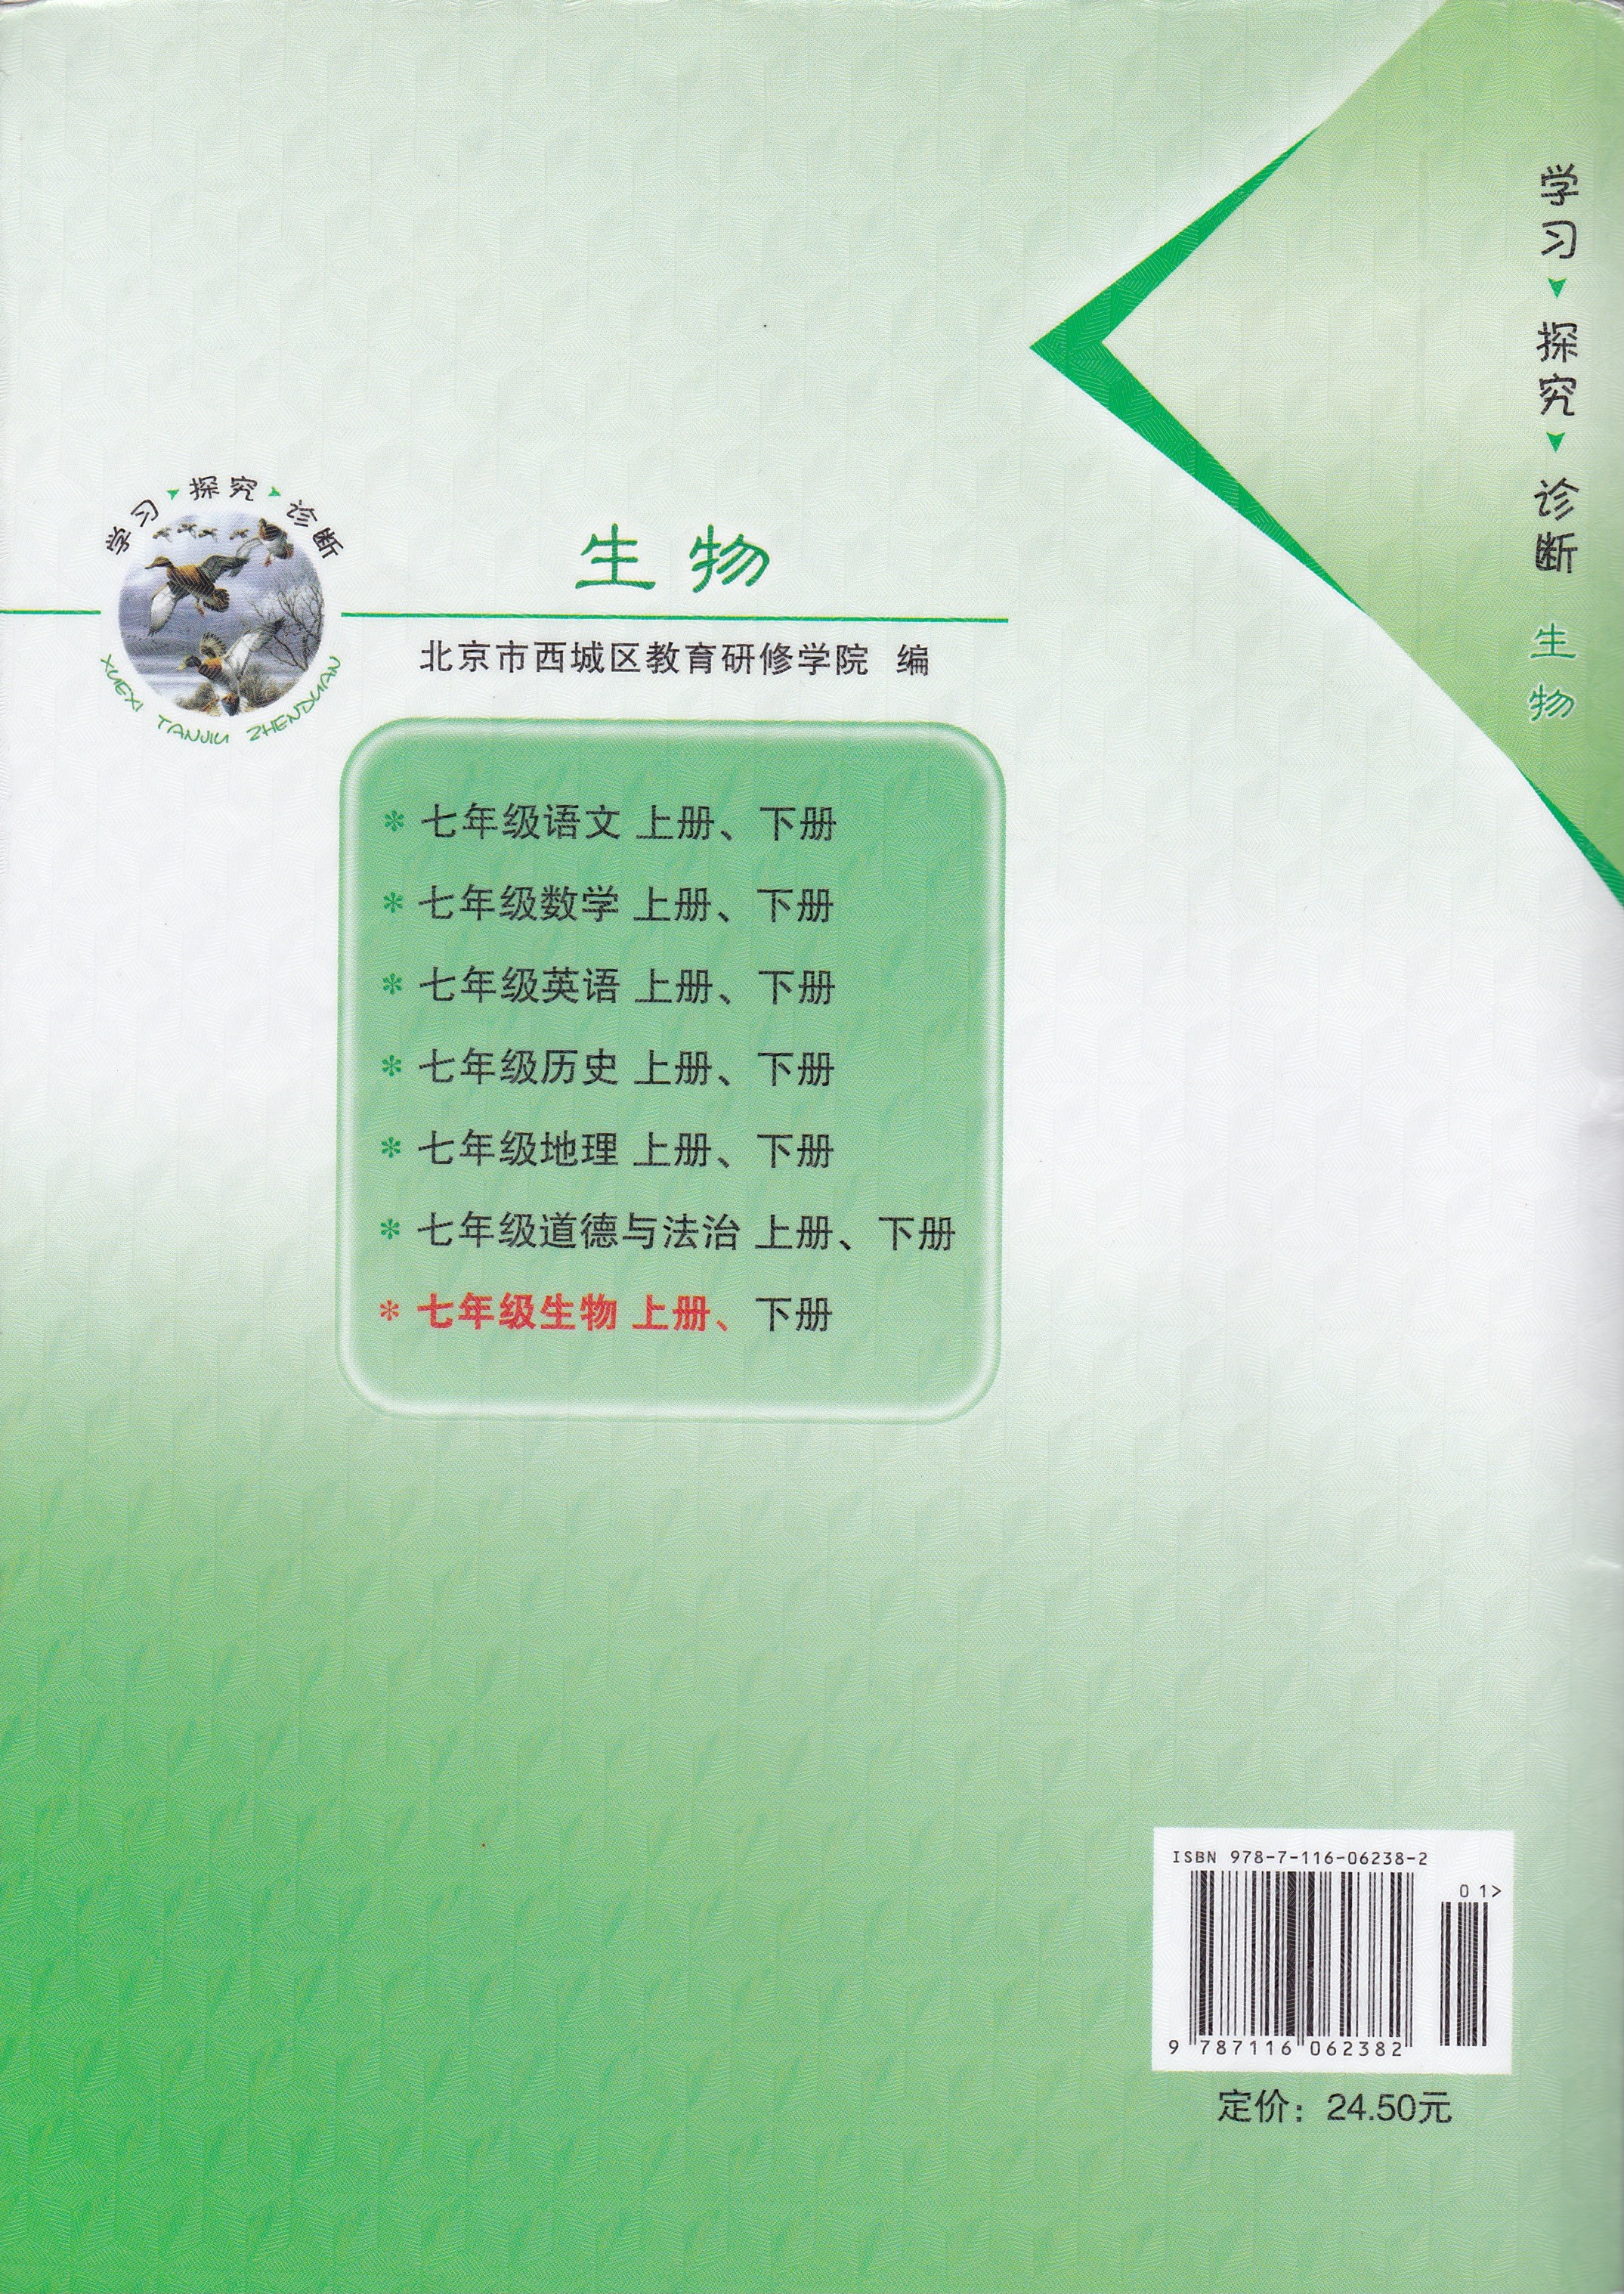 学习 探究 诊断 生物
学习 探究 诊断
XUEXI TANJIU ZHENDUAN
生物
北京市西城区教育研修学院 编
* 七年级语文 上册、下册
* 七年级数学 上册、下册
* 七年级英语 上册、下册
* 七年级历史 上册、下册
* 七年级地理 上册、下册
* 七年级道德与法治 上册、下册
* 七年级生物 上册、下册
ISBN 978-7-116-06238-2
01>
9 787116 062382
定价：24.50元